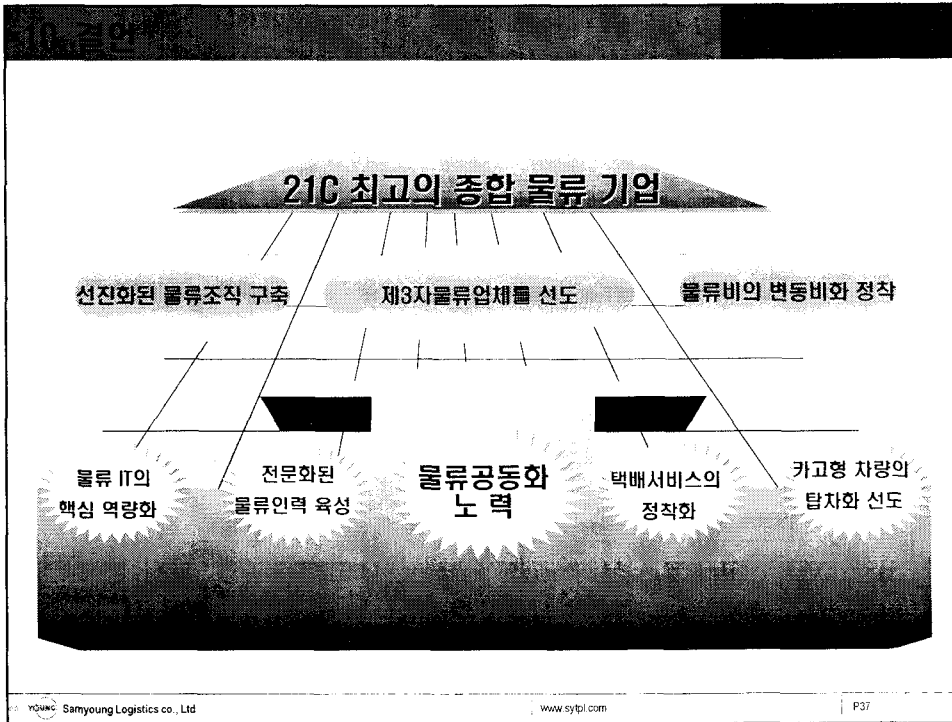 10. 결언
21C 최고의 종합 물류 기업
선진화된 물류조직 구축
제3자물류업체를 선도
물류비의 변동비화 정착
물류 IT의
핵심 역량화
전문화된
물류인력 육성
물류공동화
노 력
택배서비스의
정착화
카고형 차량의
탑차화 선도
YOUNG Samyoung Logistics co., Ltd
www.sytpl.com
P37